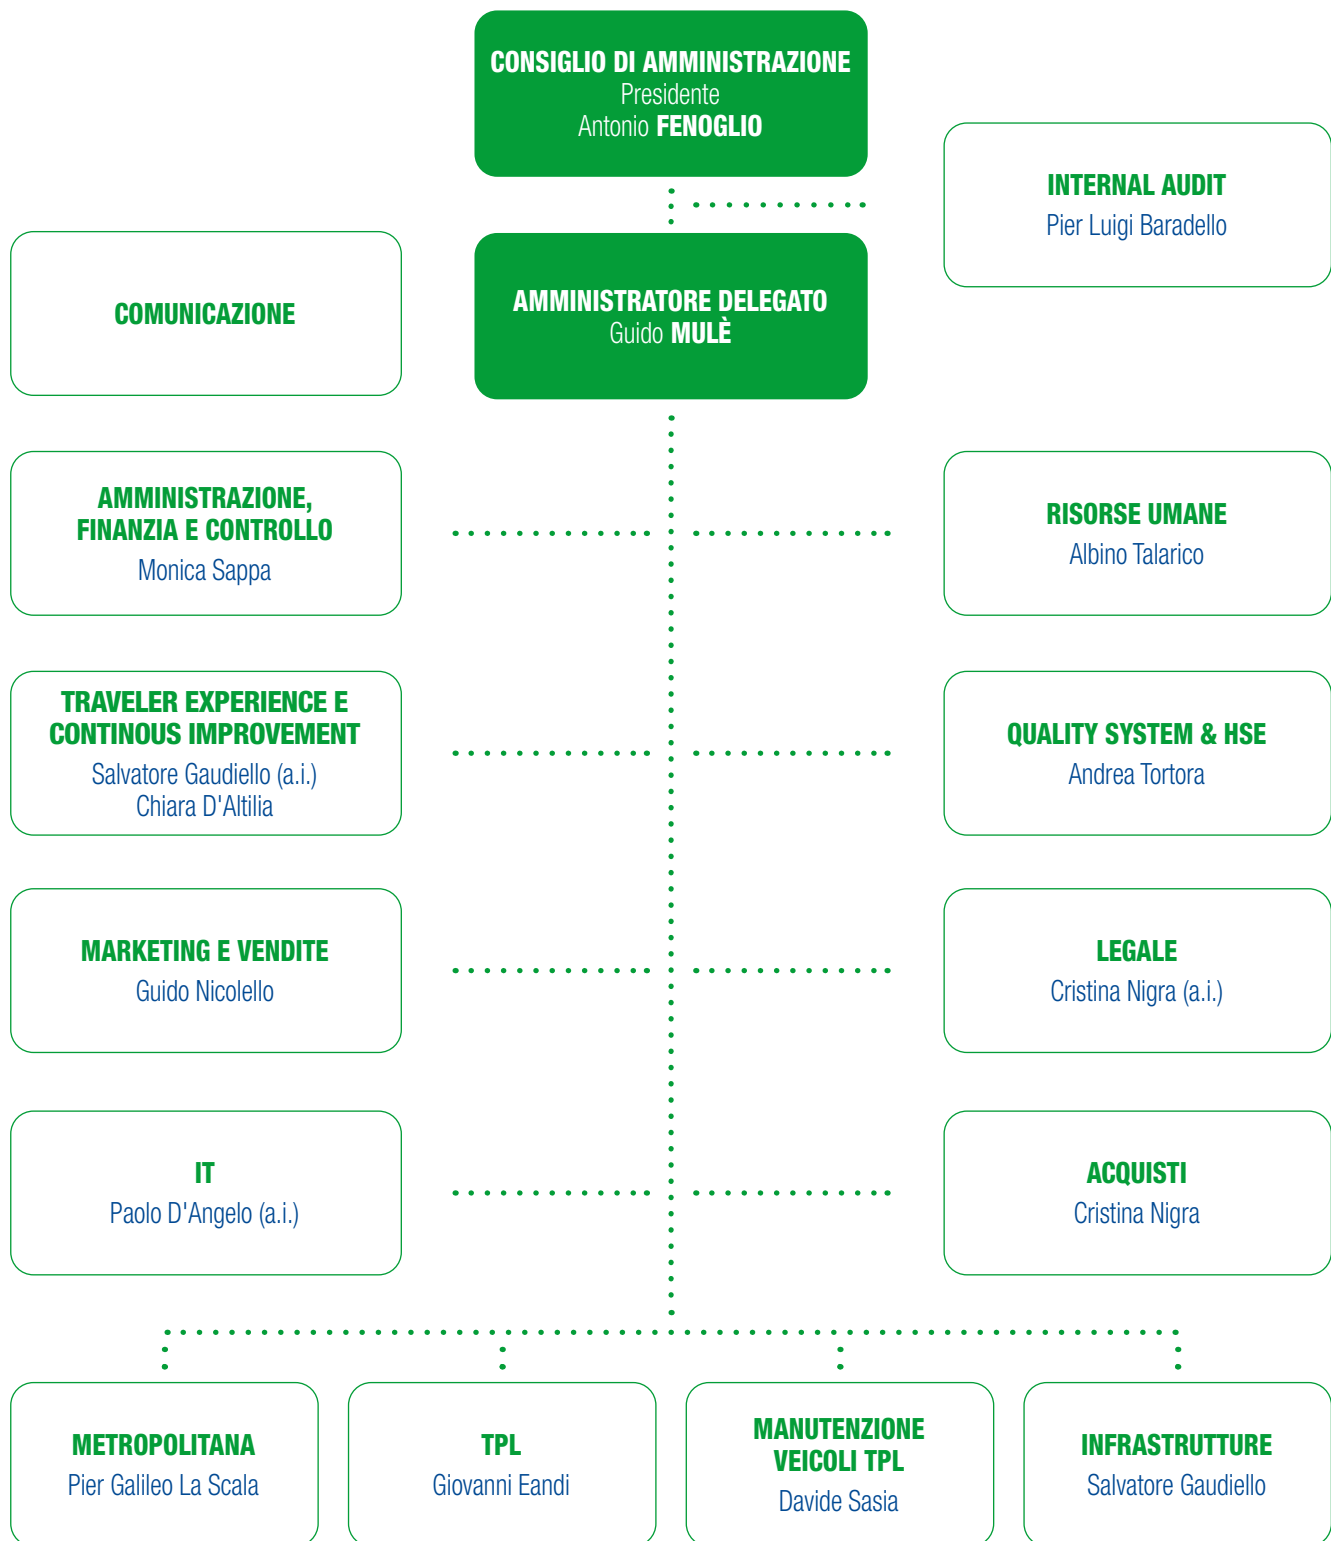 CONSIGLIO DI AMMINISTRAZIONE
Presidente
Antonio FENOGLIO
INTERNAL AUDIT
Pier Luigi Baradello
COMUNICAZIONE
AMMINISTRATORE DELEGATO
Guido MULÈ
AMMINISTRAZIONE,
FINANZIA E CONTROLLO
Monica Sappa
RISORSE UMANE
Albino Talarico
TRAVELER EXPERIENCE E
CONTINOUS IMPROVEMENT
Salvatore Gaudiello (a.i.)
Chiara D'Altilia
QUALITY SYSTEM & HSE
Andrea Tortora
MARKETING E VENDITE
Guido Nicolello
LEGALE
Cristina Nigra (a.i.)
IT
Paolo D'Angelo (a.i.)
ACQUISTI
Cristina Nigra
METROPOLITANA
Pier Galileo La Scala
TPL
Giovanni Eandi
MANUTENZIONE
VEICOLI TPL
Davide Sasia
INFRASTRUTTURE
Salvatore Gaudiello